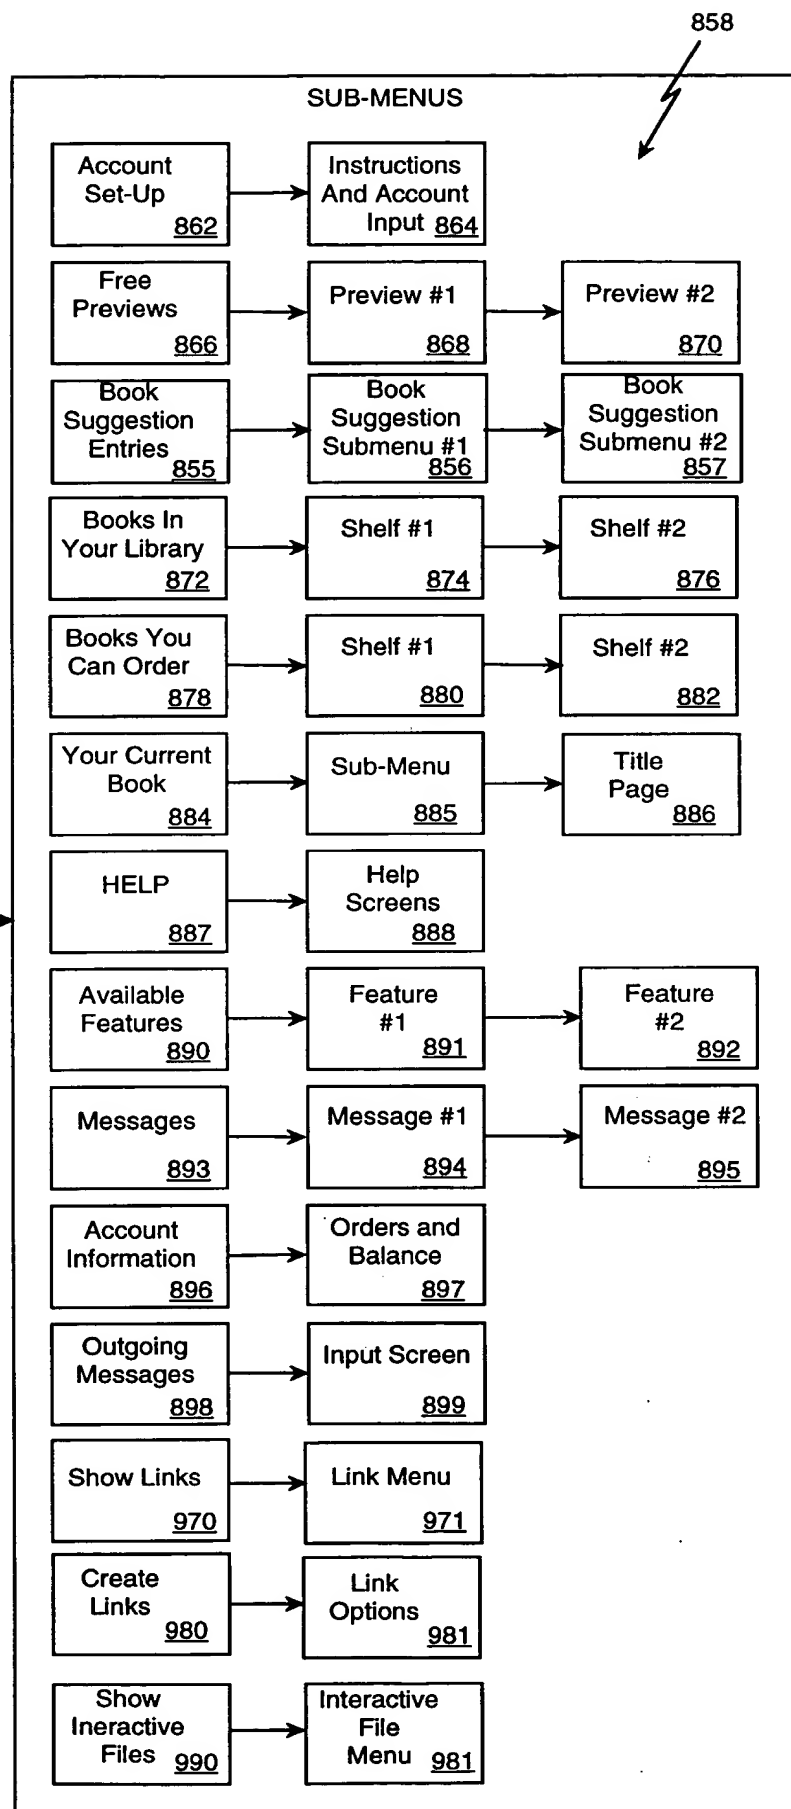 858
SUB-MENUS
Account
Set-Up
862
Instructions
And Account
Input 864
Free
Previews
866
Preview #1
868
Preview #2
870
Book
Suggestion
Entries
855
Book
Suggestion
Submenu #1
856
Book
Suggestion
Submenu #2
857
Books In
Your Library
872
Shelf #1
874
Shelf #2
876
Books You
Can Order
878
Shelf #1
880
Shelf #2
882
Your Current
Book
884
Sub-Menu
885
Title
Page
886
HELP
887
Help
Screens
888
Available
Features
890
Feature
#1
891
Feature
#2
892
Messages
893
Message #1
894
Message #2
895
Account
Information
896
Orders and
Balance
897
Outgoing
Messages
898
Input Screen
899
Show Links
970
Link Menu
971
Create
Links
980
Link
Options
981
Show
Ineractive
Files 990
Interactive
File
Menu 981